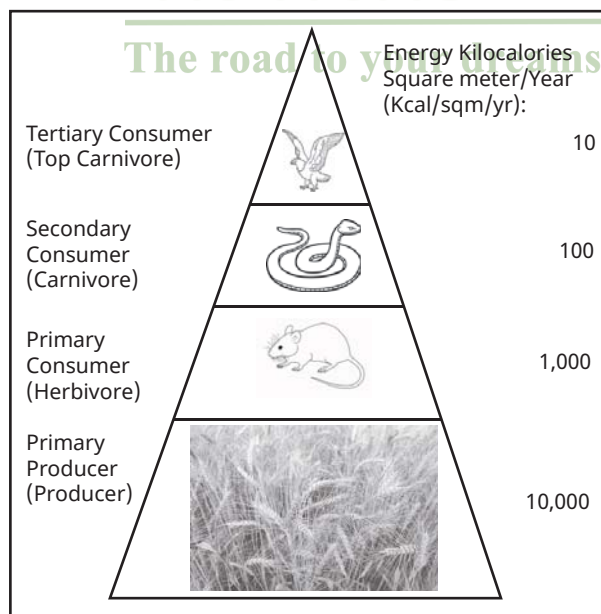 The road to your dreams
Energy Kilocalories
Square meter/Year
(Kcal/sqm/yr):
Tertiary Consumer
(Top Carnivore)
10
Secondary
Consumer
(Carnivore)
100
Primary
Consumer
(Herbivore)
1,000
Primary
Producer
(Producer)
10,000